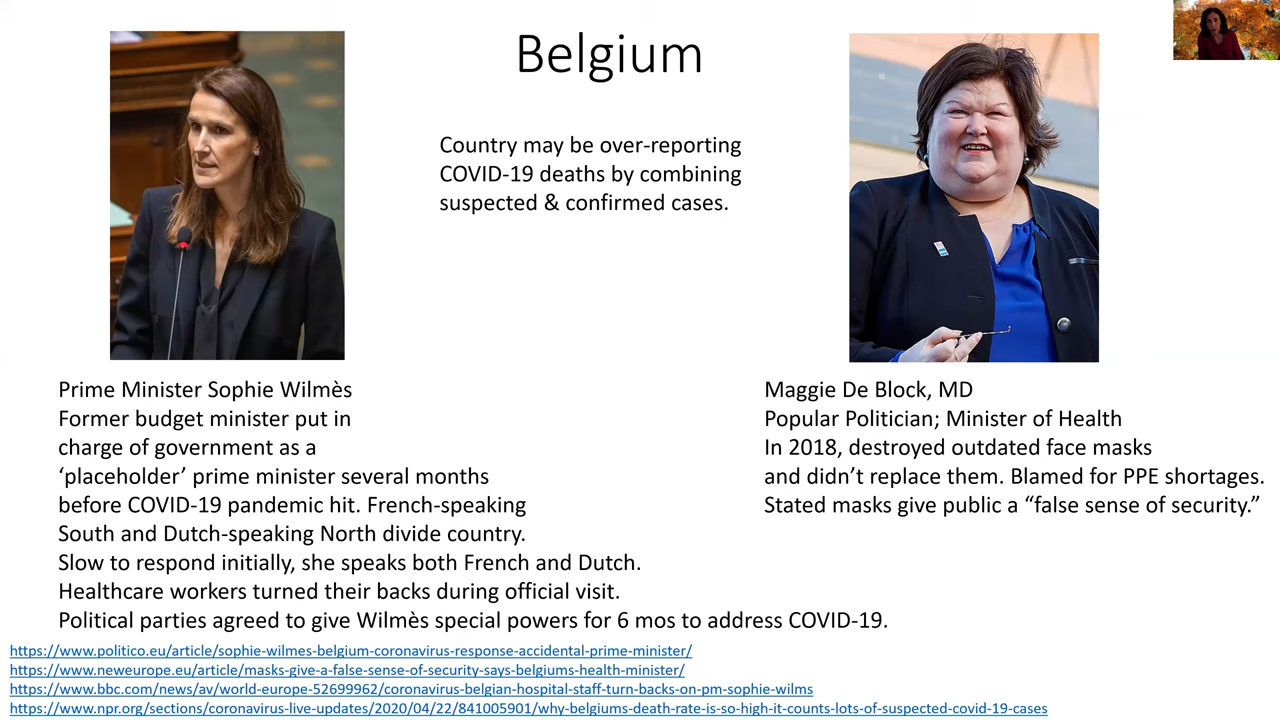 Belgium
Country may be over-reporting
COVID-19 deaths by combining
suspected & confirmed cases.
Prime Minister Sophie Wilmès
Former budget minister put in
charge of government as a
‘placeholder’ prime minister several months
before COVID-19 pandemic hit. French-speaking
South and Dutch-speaking North divide country.
Slow to respond initially, she speaks both French and Dutch.
Healthcare workers turned their backs during official visit.
Political parties agreed to give Wilmès special powers for 6 mos to address COVID-19.
Maggie De Block, MD
Popular Politician; Minister of Health
In 2018, destroyed outdated face masks
and didn’t replace them. Blamed for PPE shortages.
Stated masks give public a “false sense of security.”
https://www.politico.eu/article/sophie-wilmes-belgium-coronavirus-response-accidental-prime-minister/
https://www.neweurope.eu/article/masks-give-a-false-sense-of-security-says-belgiums-health-minister/
https://www.bbc.com/news/av/world-europe-52699962/coronavirus-belgian-hospital-staff-turn-backs-on-pm-sophie-wilms
https://www.npr.org/sections/coronavirus-live-updates/2020/04/22/841005901/why-belgiums-death-rate-is-so-high-it-counts-lots-of-suspected-covid-19-cases